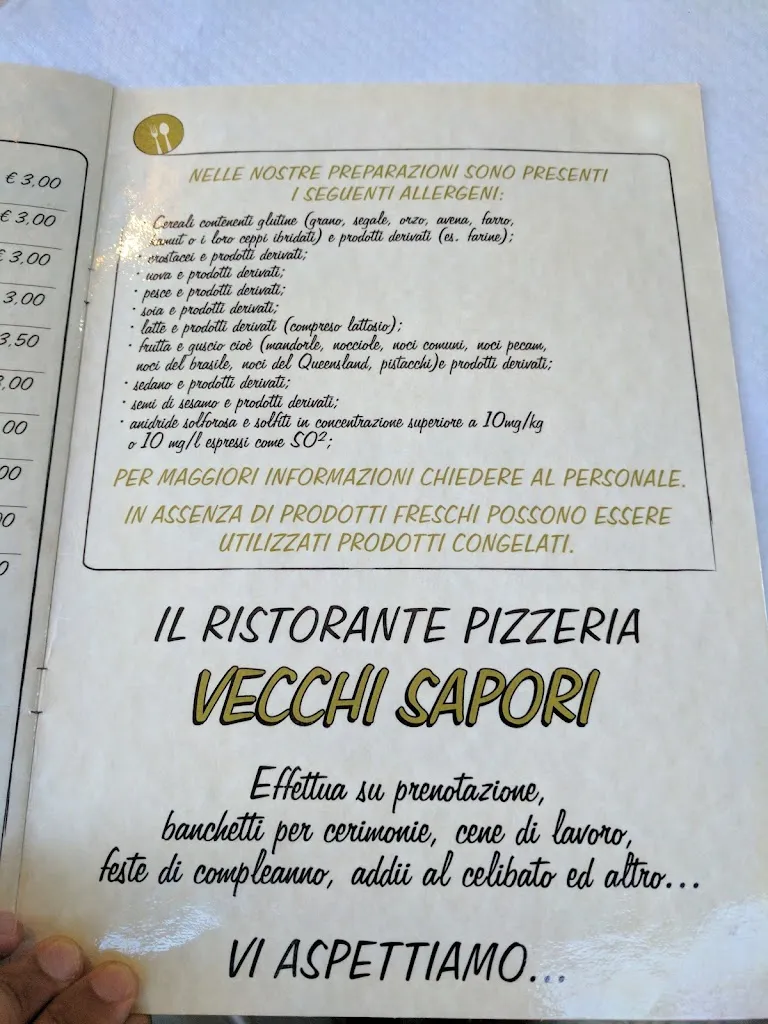 € 3,00
€ 3,00
€ 3,00
3,00
3,50
,00
00
00
0
0
NELLE NOSTRE PREPARAZIONI SONO PRESENTI
I SEGUENTI ALLERGENI:
Cereali contenenti glutine (grano, segale, orzo, avena, farro,
kamut o i loro ceppi ibridati) e prodotti derivati (es. farine);
• crostacei e prodotti derivati;
• uova e prodotti derivati;
• pesce e prodotti derivati;
• soia e prodotti derivati;
• latte e prodotti derivati (compreso lattosio);
• frutta e guscio cioè (mandorle, nocciole, noci comuni, noci pecam,
noci del brasile, noci del Queensland, pistacchi)e prodotti derivati;
• sedano e prodotti derivati;
• semi di sesamo e prodotti derivati;
• anidride solforosa e solfiti in concentrazione superiore a 10mg/kg
o 10 mg/l espressi come SO²;
PER MAGGIORI INFORMAZIONI CHIEDERE AL PERSONALE.
IN ASSENZA DI PRODOTTI FRESCHI POSSONO ESSERE
UTILIZZATI PRODOTTI CONGELATI.
IL RISTORANTE PIZZERIA
VECCHI SAPORI
Effettua su prenotazione,
banchetti per cerimonie, cene di lavoro,
feste di compleanno, addii al celibato ed altro...
VI ASPETTIAMO...